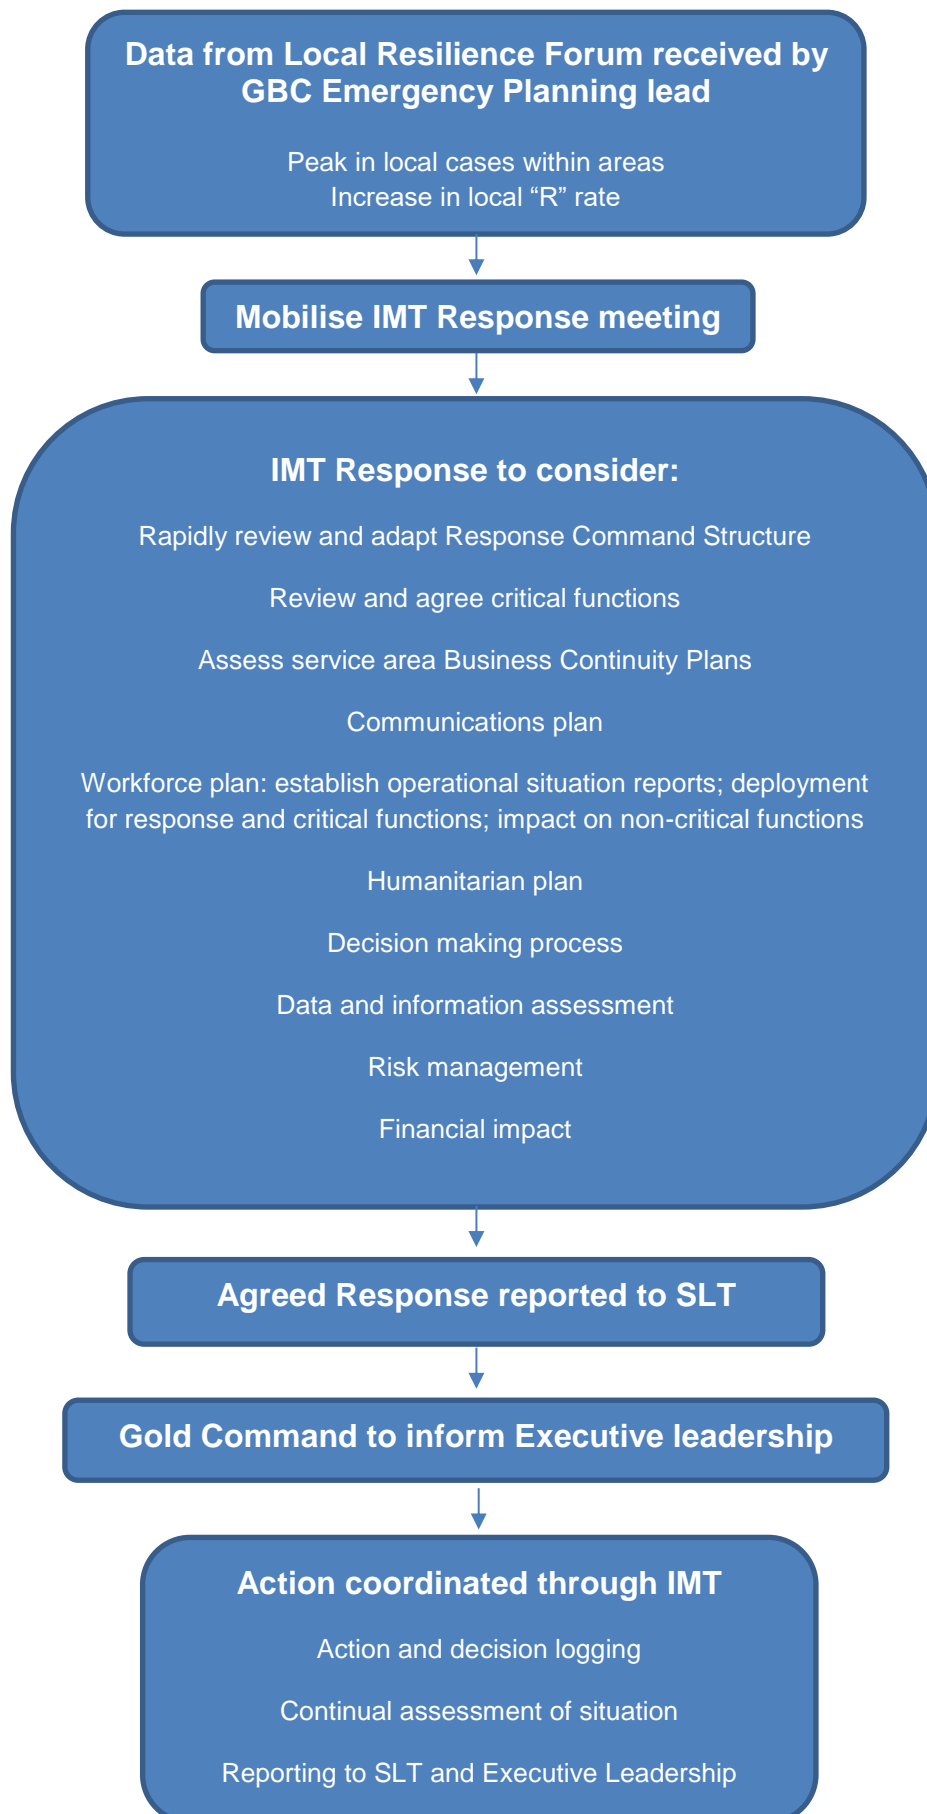 Data from Local Resilience Forum received by
GBC Emergency Planning lead
Peak in local cases within areas
Increase in local “R” rate
Mobilise IMT Response meeting
IMT Response to consider:
Rapidly review and adapt Response Command Structure
Review and agree critical functions
Assess service area Business Continuity Plans
Communications plan
Workforce plan: establish operational situation reports; deployment
for response and critical functions; impact on non-critical functions
Humanitarian plan
Decision making process
Data and information assessment
Risk management
Financial impact
Agreed Response reported to SLT
Gold Command to inform Executive leadership
Action coordinated through IMT
Action and decision logging
Continual assessment of situation
Reporting to SLT and Executive Leadership